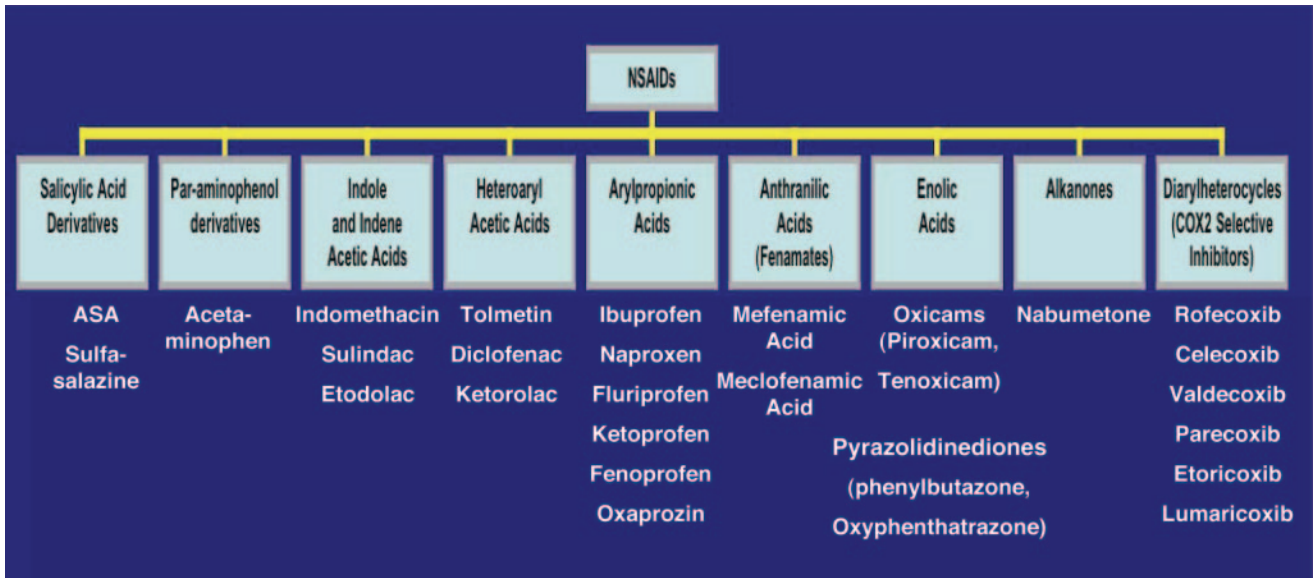 NSAIDs
Salicylic Acid
Derivatives
ASA
Sulfa-
salazine
Par-aminophenol
derivatives
Aceta-
minophen
Indole
and Indene
Acetic Acids
Indomethacin
Sulindac
Etodolac
Heteroaryl
Acetic Acids
Tolmetin
Diclofenac
Ketorolac
Arylpropionic
Acids
Ibuprofen
Naproxen
Fluriprofen
Ketoprofen
Fenoprofen
Oxaprozin
Anthranilic
Acids
(Fenamates)
Mefenamic
Acid
Meclofenamic
Acid
Enolic
Acids
Oxicams
(Piroxicam,
Tenoxicam)
Pyrazolidinediones
(phenylbutazone,
Oxyphenthatrazone)
Alkanones
Nabumetone
Diarylheterocycles
(COX2 Selective
Inhibitors)
Rofecoxib
Celecoxib
Valdecoxib
Parecoxib
Etoricoxib
Lumaricoxib